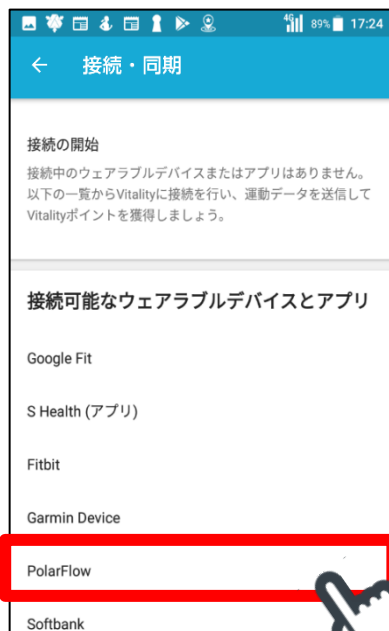 4G 89% 17:24
← 接続・同期
接続の開始
接続中のウェアラブルデバイスまたはアプリはありません。
以下の一覧からVitalityに接続を行い、運動データを送信して
Vitalityポイントを獲得しましょう。
接続可能なウェアラブルデバイスとアプリ
Google Fit
S Health (アプリ)
Fitbit
Garmin Device
PolarFlow
Softbank